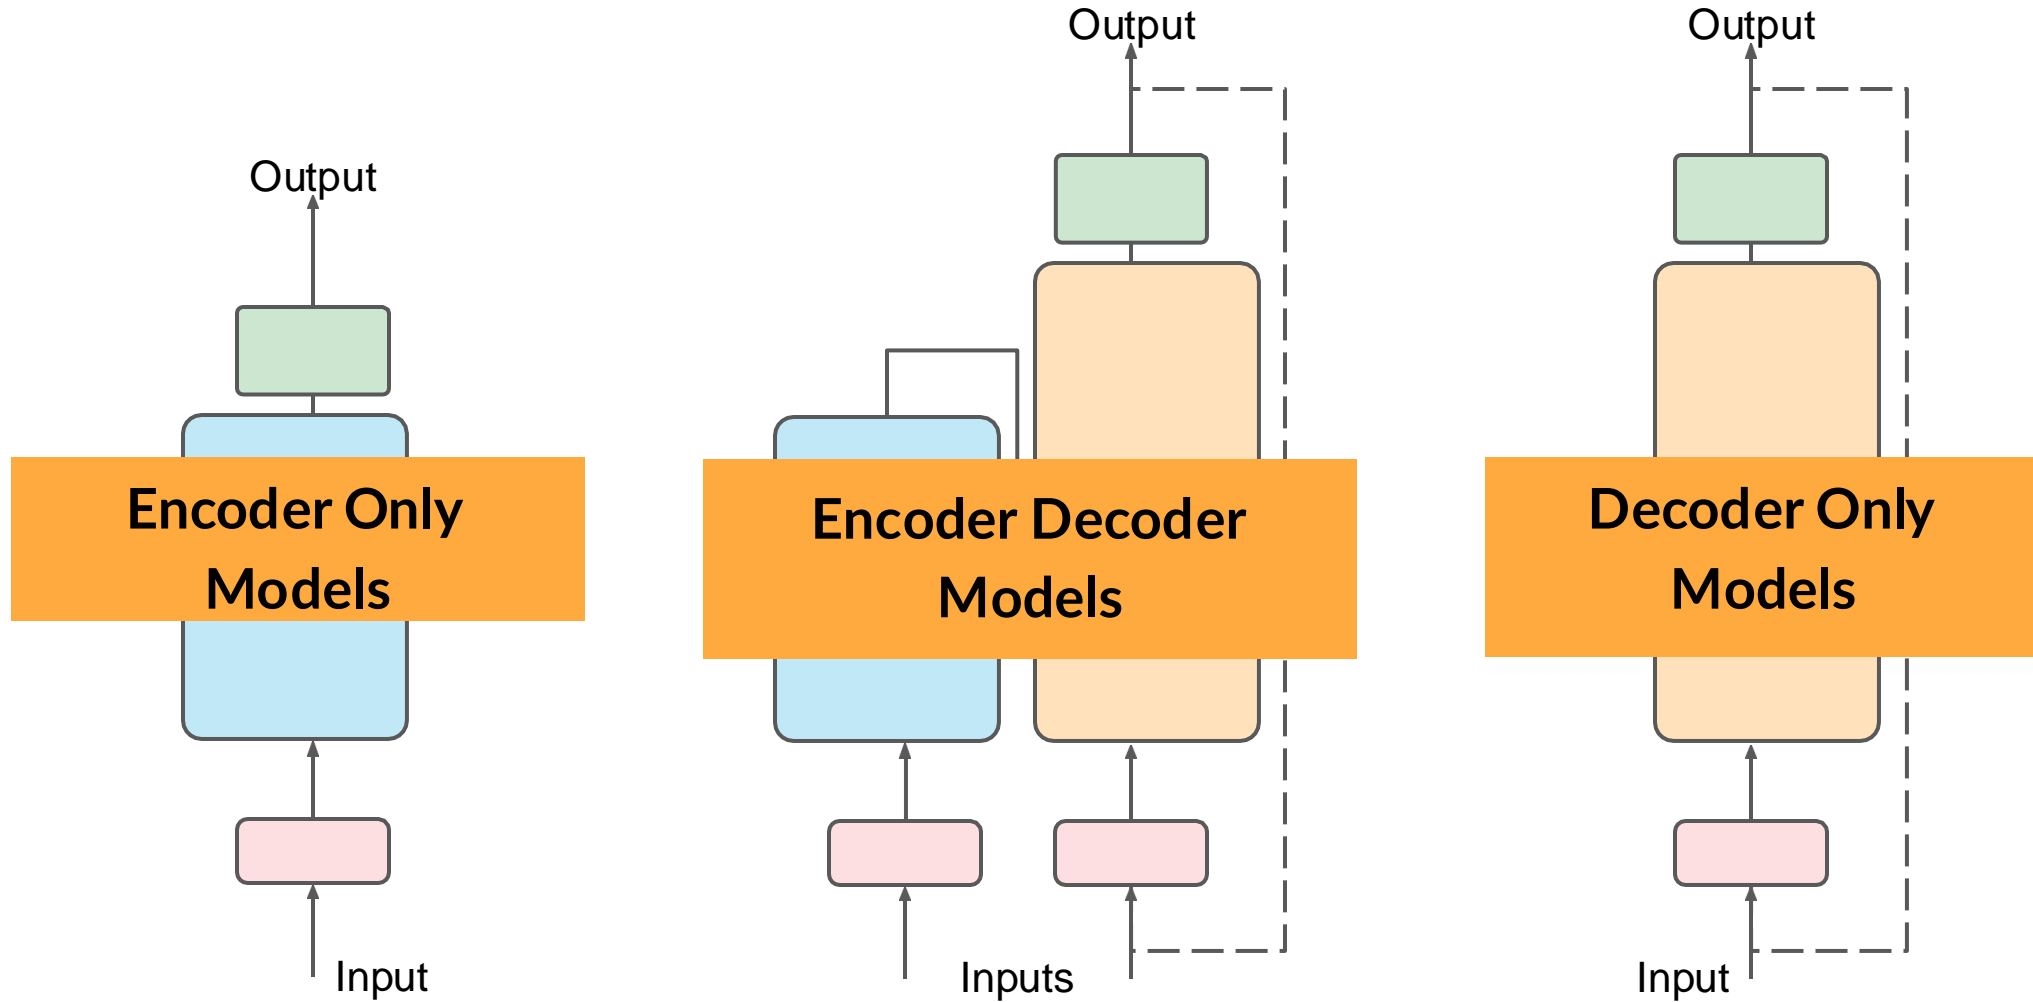 Output
Encoder Only
Models
Input
Output
Encoder Decoder
Models
Inputs
Output
Decoder Only
Models
Input